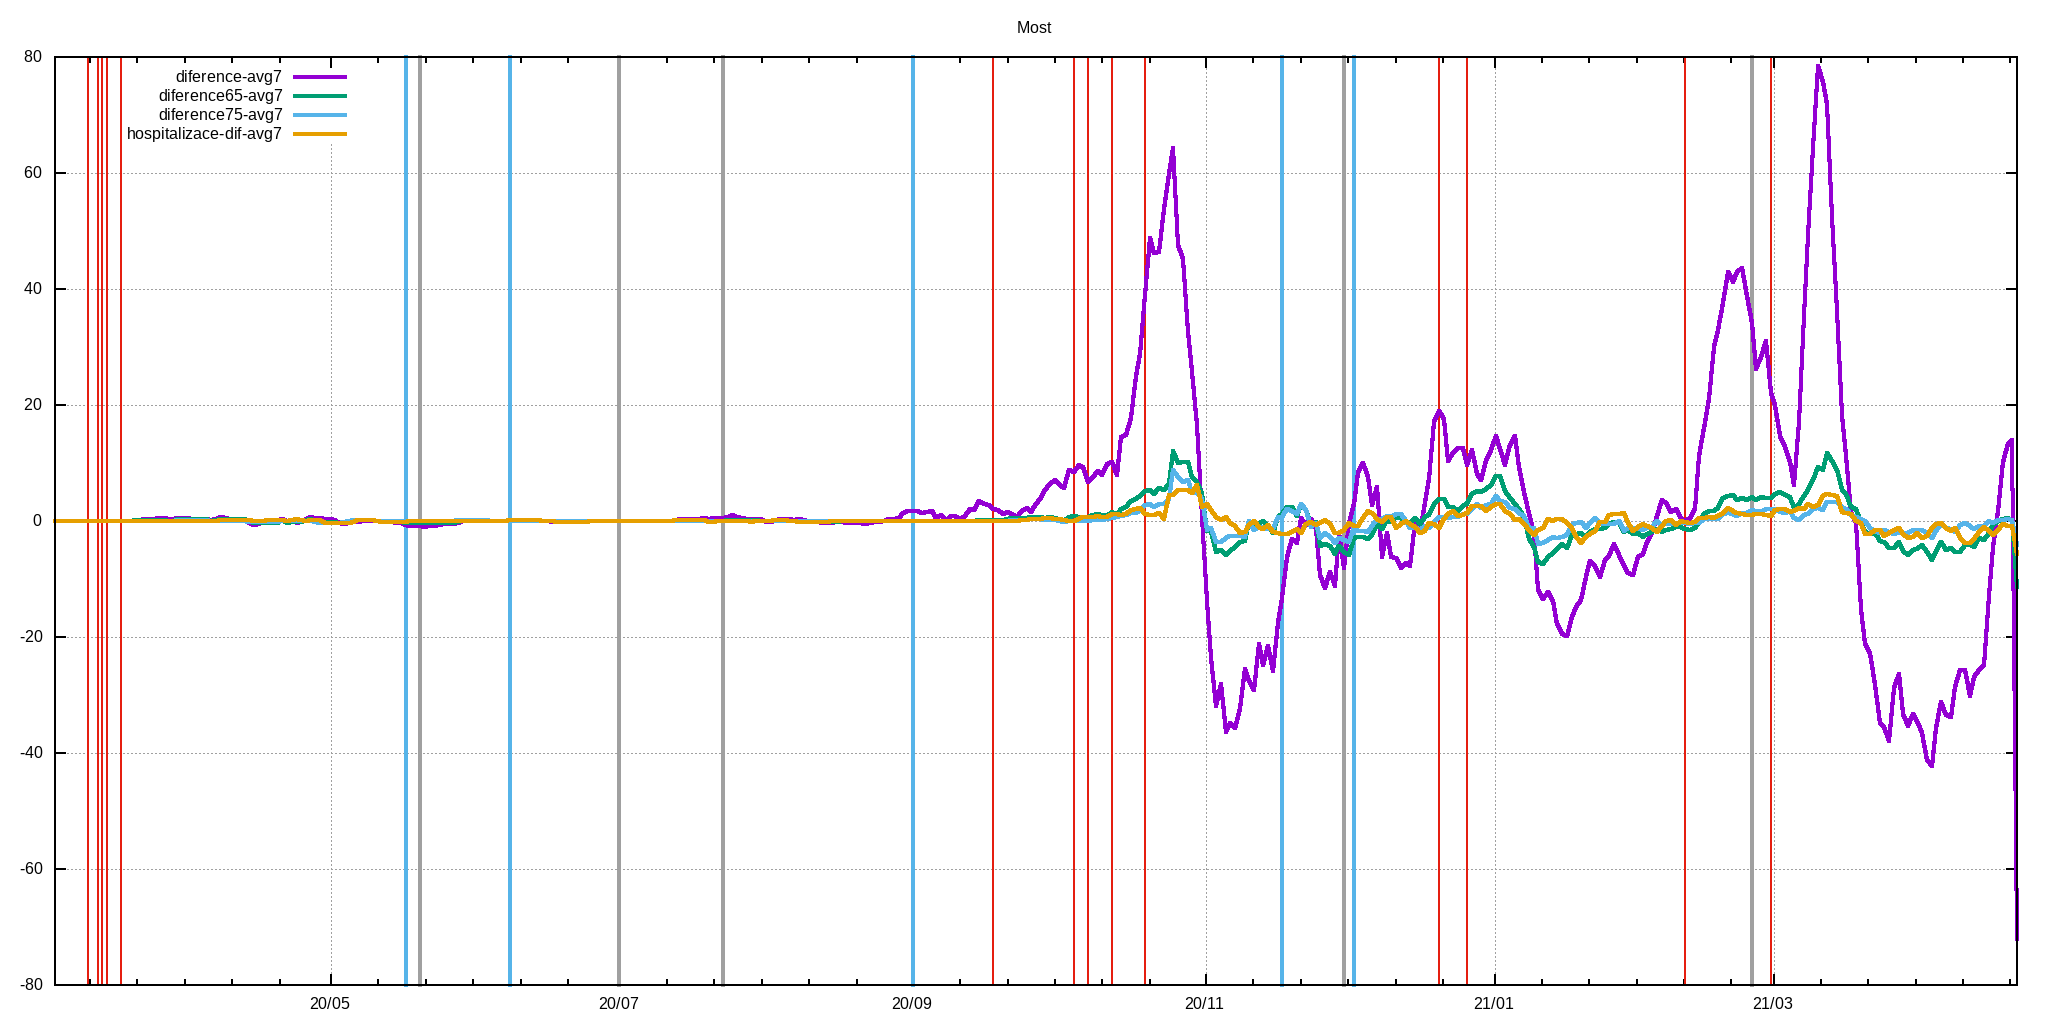 Most
diference-avg7
diference65-avg7
diference75-avg7
hospitalizace-dif-avg7
80
60
40
20
0
-20
-40
-60
-80
20/05 20/07 20/09 20/11 21/01 21/03